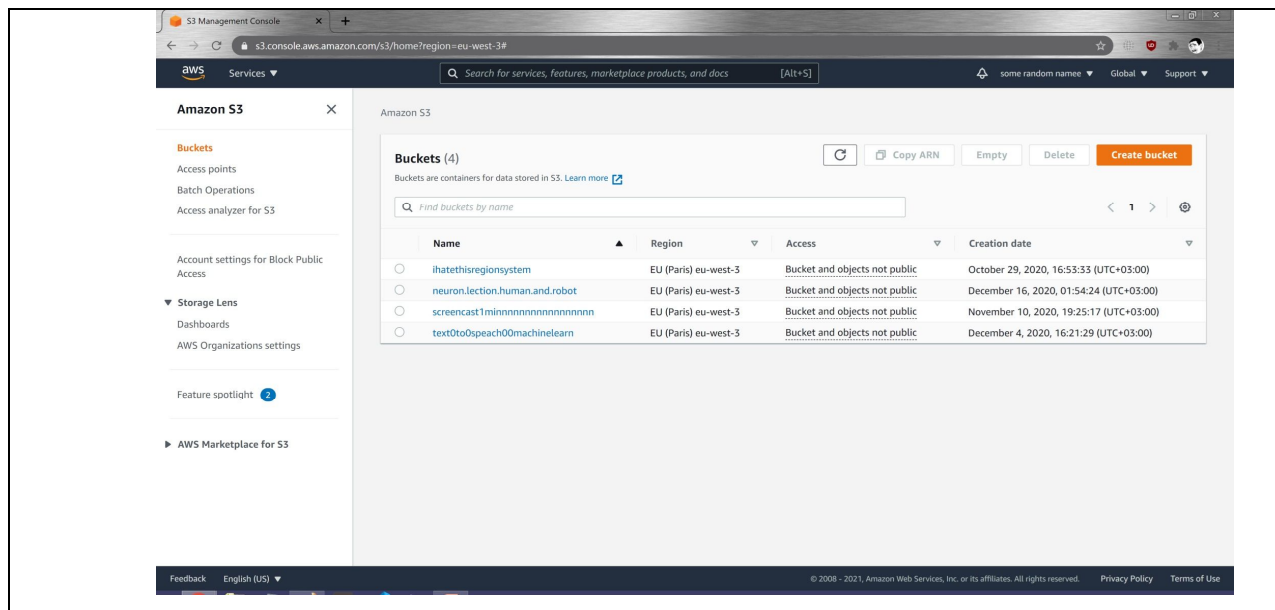 S3 Management Console
s3.console.aws.amazon.com/s3/home?region=eu-west-3#
aws Services Search for services, features, marketplace products, and docs [Alt+S] some random namee Global Support
Amazon S3
Buckets
Access points
Batch Operations
Access analyzer for S3
Account settings for Block Public
Access
Storage Lens
Dashboards
AWS Organizations settings
Feature spotlight 2
AWS Marketplace for S3
Amazon S3
Buckets (4) Copy ARN Empty Delete Create bucket
Buckets are containers for data stored in S3. Learn more
Find buckets by name 1
Name Region Access Creation date
ihatethisregionsystem EU (Paris) eu-west-3 Bucket and objects not public October 29, 2020, 16:53:33 (UTC+03:00)
neuron.lection.human.and.robot EU (Paris) eu-west-3 Bucket and objects not public December 16, 2020, 01:54:24 (UTC+03:00)
screencast1minnnnnnnnnnnnnnnnn EU (Paris) eu-west-3 Bucket and objects not public November 10, 2020, 19:25:17 (UTC+03:00)
text0to0speach00machinelearn EU (Paris) eu-west-3 Bucket and objects not public December 4, 2020, 16:21:29 (UTC+03:00)
Feedback English (US) © 2008 - 2021, Amazon Web Services, Inc. or its affiliates. All rights reserved. Privacy Policy Terms of Use